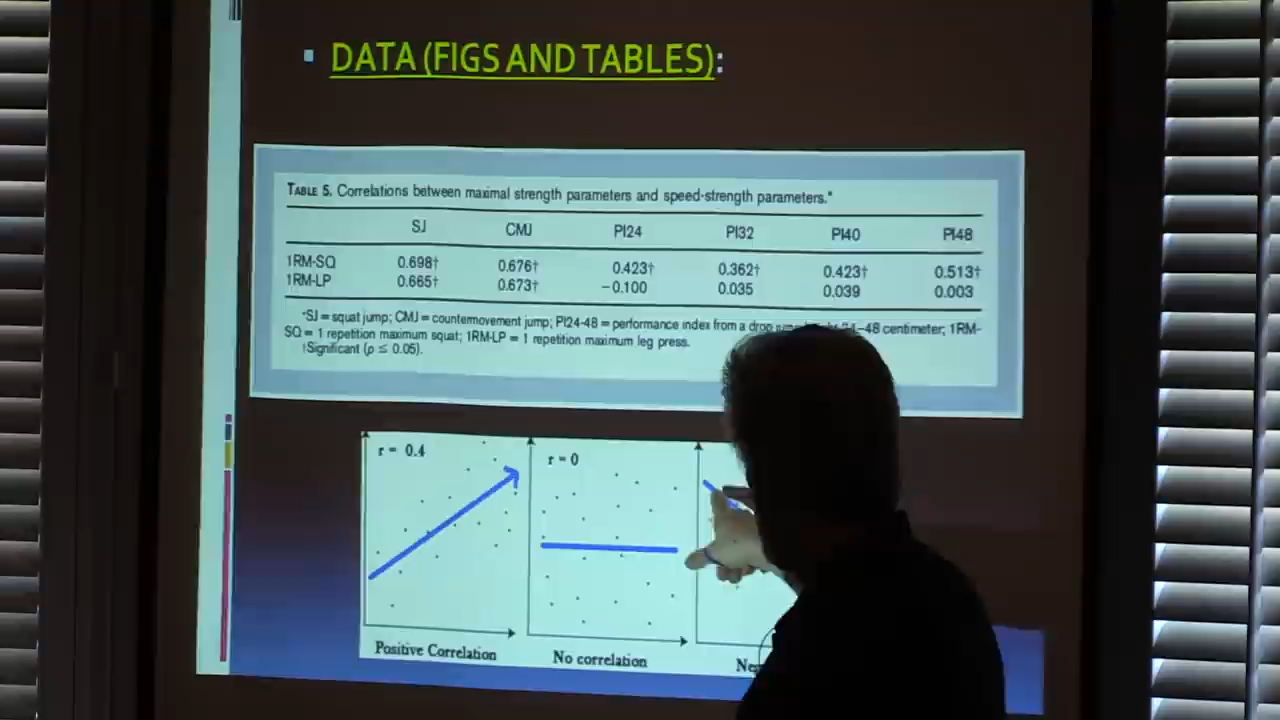 ▪ DATA (FIGS AND TABLES):
TABLE 5. Correlations between maximal strength parameters and speed-strength parameters.*
SJ CMJ PI24 PI32 PI40 PI48
1RM-SQ 0.698† 0.676† 0.423† 0.362† 0.423† 0.513†
1RM-LP 0.665† 0.673† −0.100 0.035 0.039 0.003
*SJ = squat jump; CMJ = countermovement jump; PI24-48 = performance index from a drop –48 centimeter; 1RM-
SQ = 1 repetition maximum squat; 1RM-LP = 1 repetition maximum leg press.
†Significant (p ≤ 0.05).
r = 0.4 r = 0
Positive Correlation No correlation